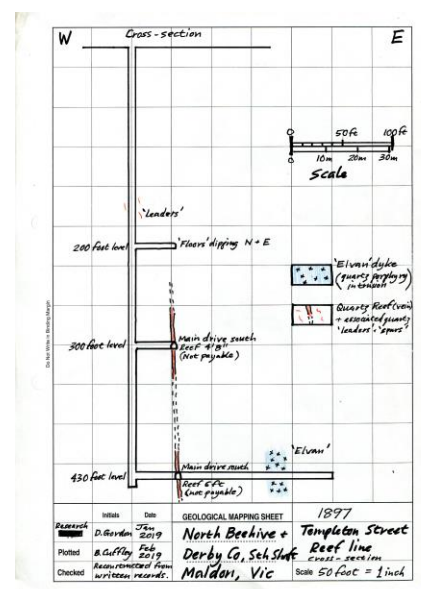 Cross-section
W
E
0
50ft
100ft
0
10m
20m
30m
Scale
'Leaders'
200 foot level
'Floors' dipping N + E
'Elvan' dyke
(quartz porphyry
intrusion)
Quartz Reef (vein)
+ associated quartz
'leaders' + 'spurs'
300 foot level
Main drive south
Reef 4'8"
(Not payable)
'Elvan'
430 foot level
Main drive south
Reef 6ft
(not payable)
Do Not Write in Binding Margin
Initials Date
GEOLOGICAL MAPPING SHEET
1897
Research
D. Gordon
Jan
2019
North Beehive +
Templeton Street
Reef line
cross-section
Plotted
B. Cuffley
Feb
2019
Derby Co, Sth Shaft
Checked
Reconstructed from
written records.
Maldon, Vic
Scale 50 foot = 1 inch